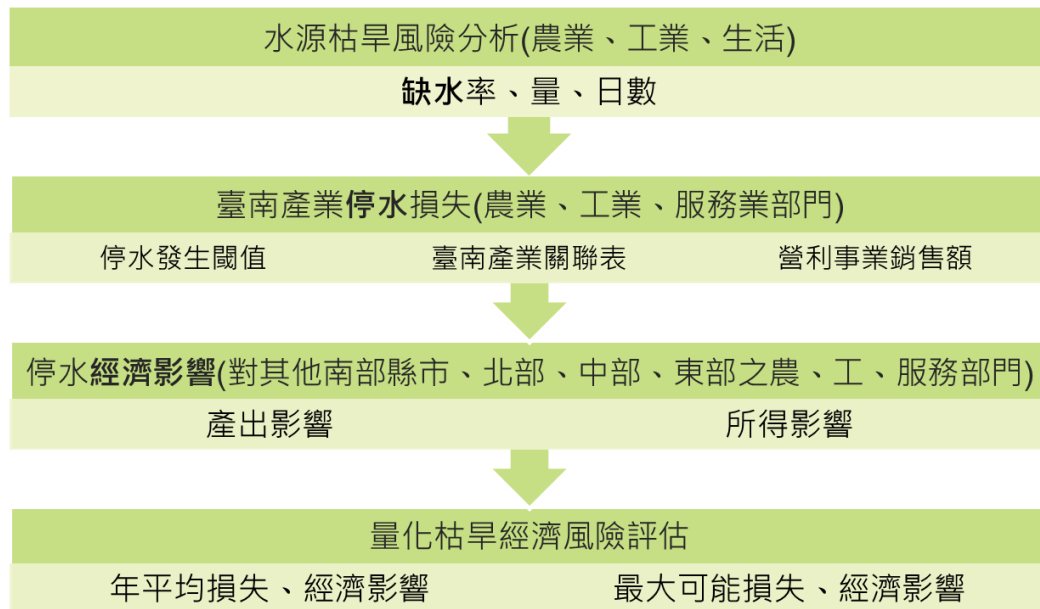 水源枯旱風險分析(農業、工業、生活)
缺水率、量、日數
臺南產業停水損失(農業、工業、服務業部門)
停水發生閾值 臺南產業關聯表 營利事業銷售額
停水經濟影響(對其他南部縣市、北部、中部、東部之農、工、服務部門)
產出影響 所得影響
量化枯旱經濟風險評估
年平均損失、經濟影響 最大可能損失、經濟影響